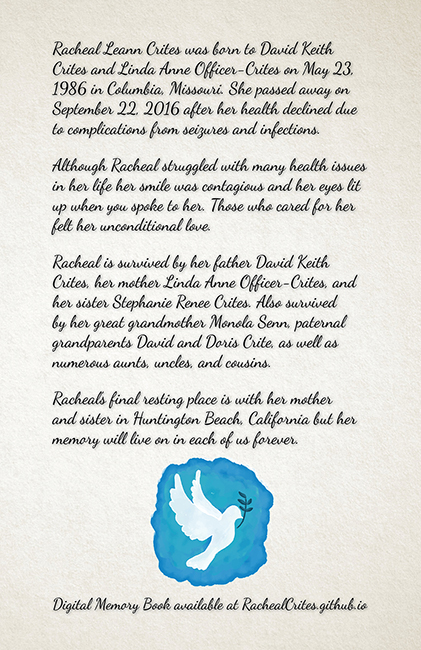 Racheal Leann Crites was born to David Keith
Crites and Linda Anne Officer-Crites on May 23,
1986 in Columbia, Missouri. She passed away on
September 22, 2016 after her health declined due
to complications from seizures and infections.
Although Racheal struggled with many health issues
in her life her smile was contagious and her eyes lit
up when you spoke to her. Those who cared for her
felt her unconditional love.
Racheal is survived by her father David Keith
Crites, her mother Linda Anne Officer-Crites, and
her sister Stephanie Renee Crites. Also survived
by her great grandmother Monola Senn, paternal
grandparents David and Doris Crite, as well as
numerous aunts, uncles, and cousins.
Racheal's final resting place is with her mother
and sister in Huntington Beach, California but her
memory will live on in each of us forever.
Digital Memory Book available at RachealCrites.github.io